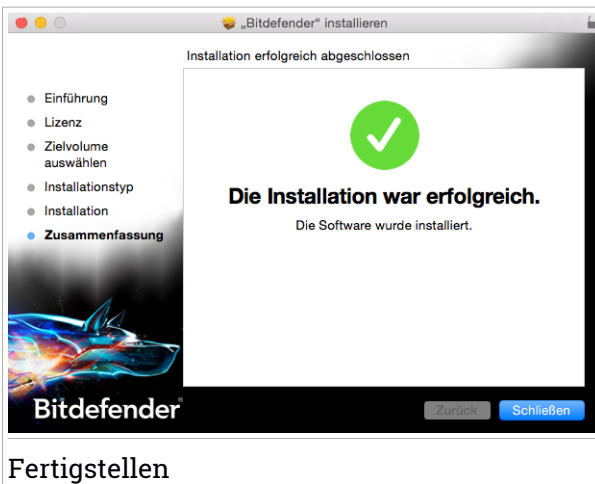 „Bitdefender“ installieren
Installation erfolgreich abgeschlossen
Einführung
Lizenz
Zielvolume
auswählen
Installationstyp
Installation
Zusammenfassung
Die Installation war erfolgreich.
Die Software wurde installiert.
Bitdefender®
Zurück
Schließen
Fertigstellen